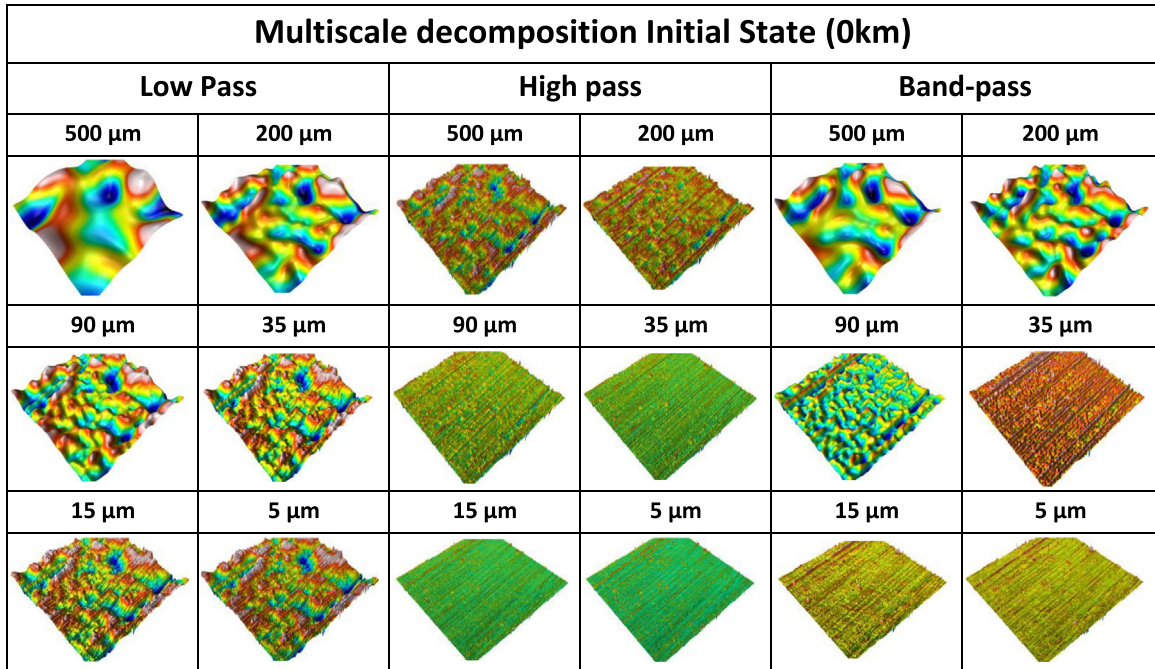 Multiscale decomposition Initial State (0km)
Low Pass High pass Band-pass
500 µm 200 µm 500 µm 200 µm 500 µm 200 µm
90 µm 35 µm 90 µm 35 µm 90 µm 35 µm
15 µm 5 µm 15 µm 5 µm 15 µm 5 µm